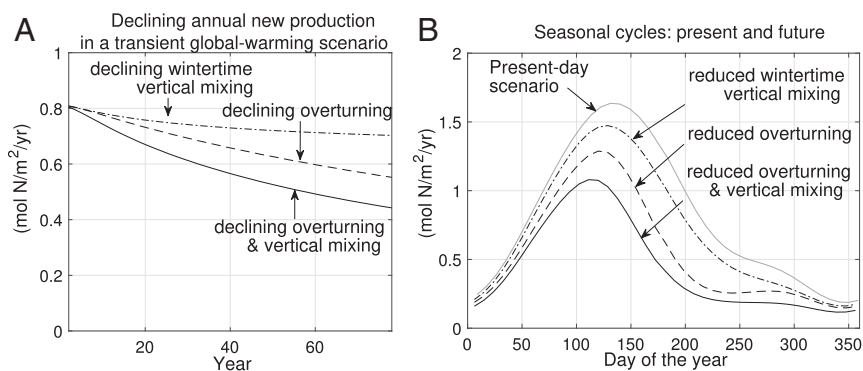 A
Declining annual new production
in a transient global-warming scenario
declining wintertime
vertical mixing
declining overturning
declining overturning
& vertical mixing
(mol N/m²/yr)
1
0.8
0.6
0.4
0.2
0
20
40
60
Year
B
Seasonal cycles: present and future
Present-day
scenario
reduced wintertime
vertical mixing
reduced overturning
reduced overturning
& vertical mixing
(mol N/m²/yr)
2
1.5
1
0.5
0
0
50
100
150
200
250
300
350
Day of the year